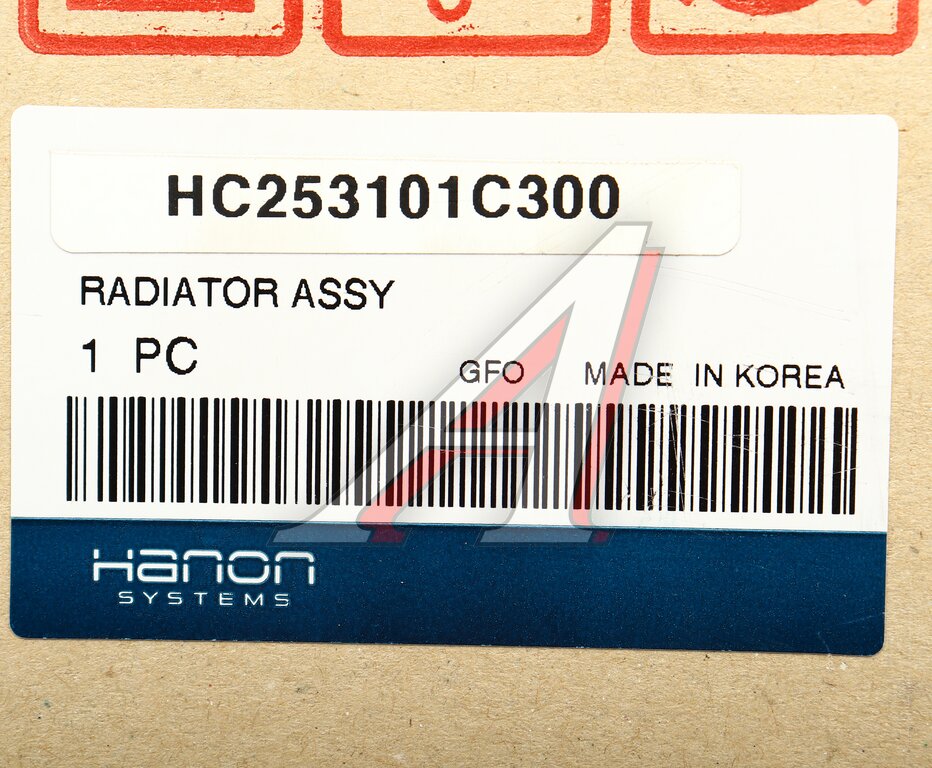 HC253101C300
RADIATOR ASSY
1 PC
GFO MADE IN KOREA
Hanon
SYSTEMS